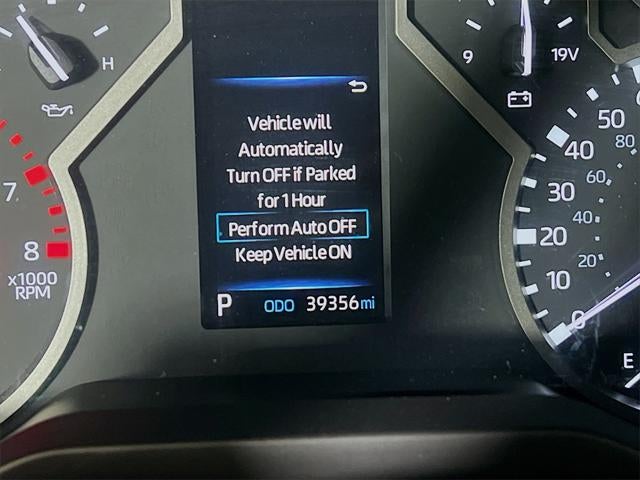 H
9
19V
7
8
x1000
RPM
Vehicle will
Automatically
Turn OFF if Parked
for 1 Hour
Perform Auto OFF
Keep Vehicle ON
P ODO 39356 mi
50
80
40
60
30
40
20
20
10
0
E